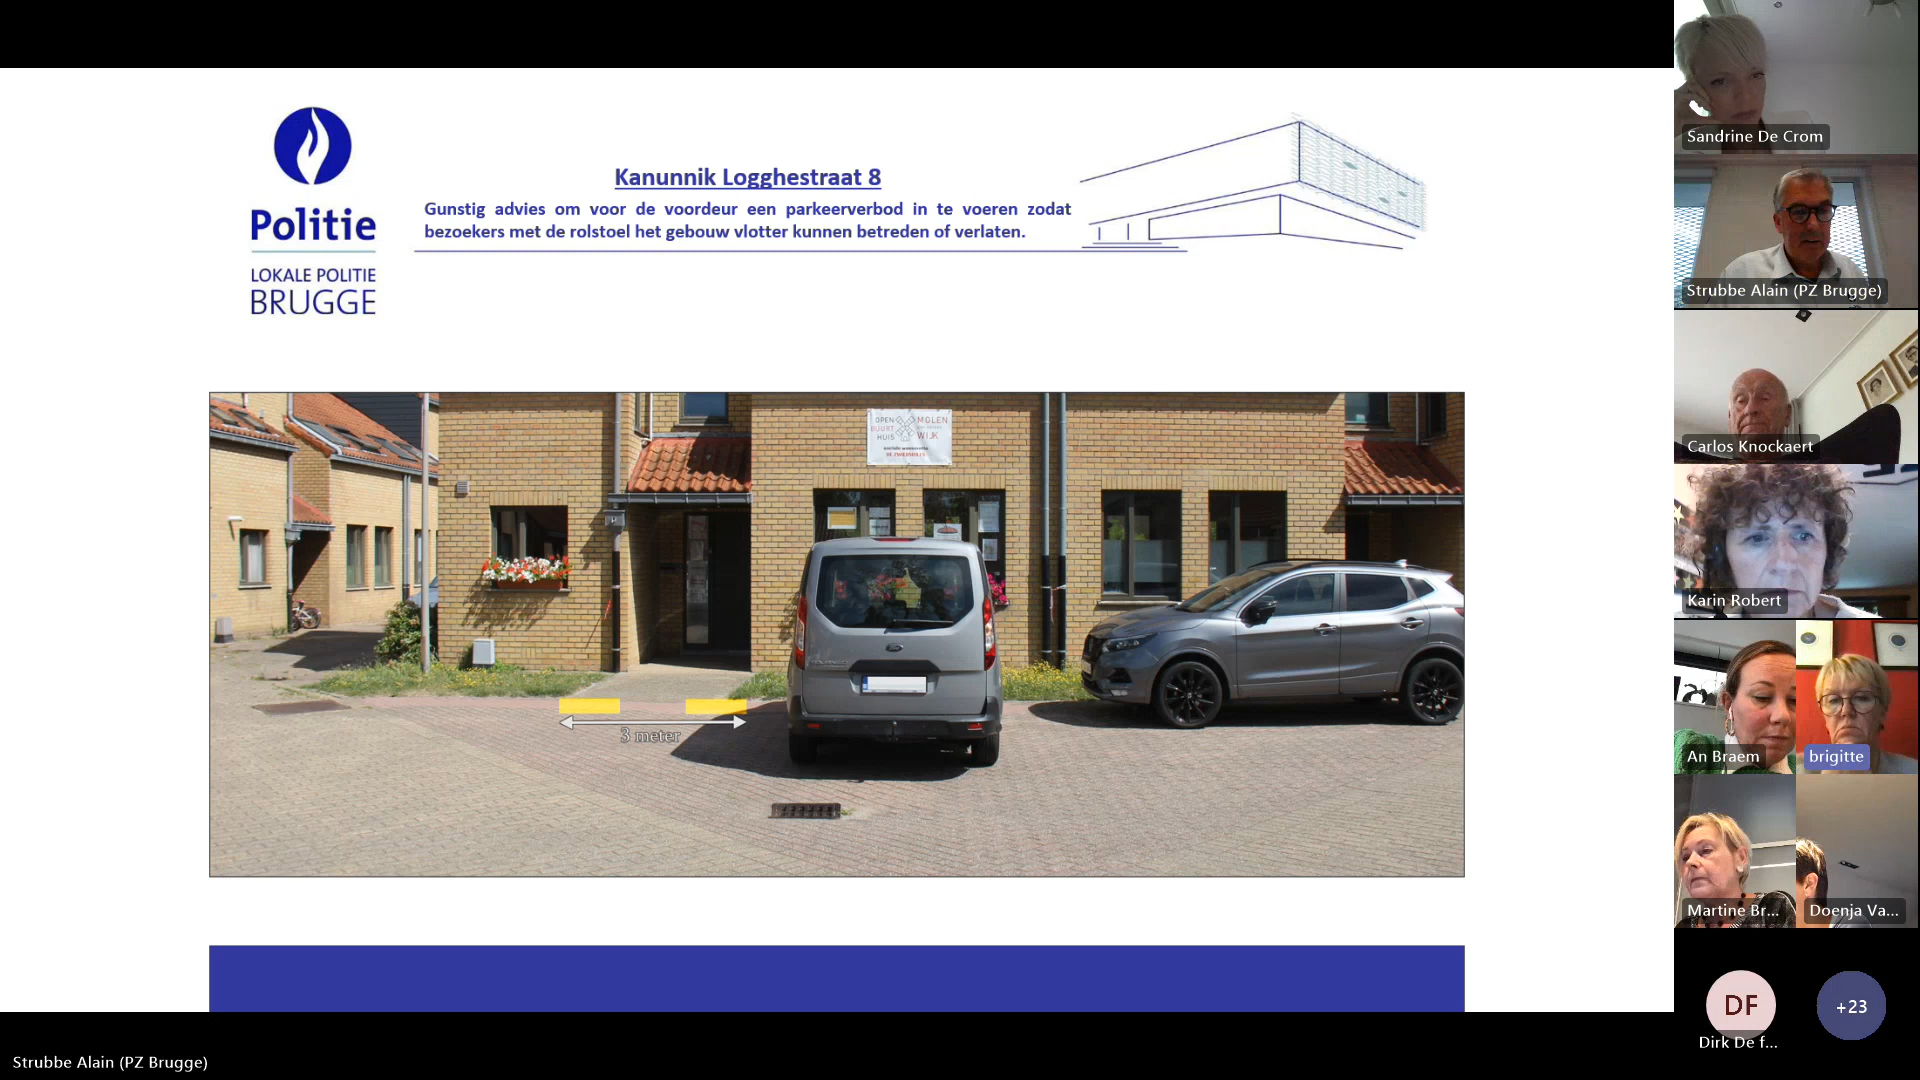 Politie
LOKALE POLITIE
BRUGGE
Kanunnik Logghestraat 8
Gunstig advies om voor de voordeur een parkeerverbod in te voeren zodat
bezoekers met de rolstoel het gebouw vlotter kunnen betreden of verlaten.
OPEN
BUURT
HUIS
MOLEN
WIJK
3 meter
Sandrine De Crom
Strubbe Alain (PZ Brugge)
Carlos Knockaert
Karin Robert
An Braem
brigitte
Martine Br...
Doenja Va...
DF
Dirk De f...
+23
Strubbe Alain (PZ Brugge)